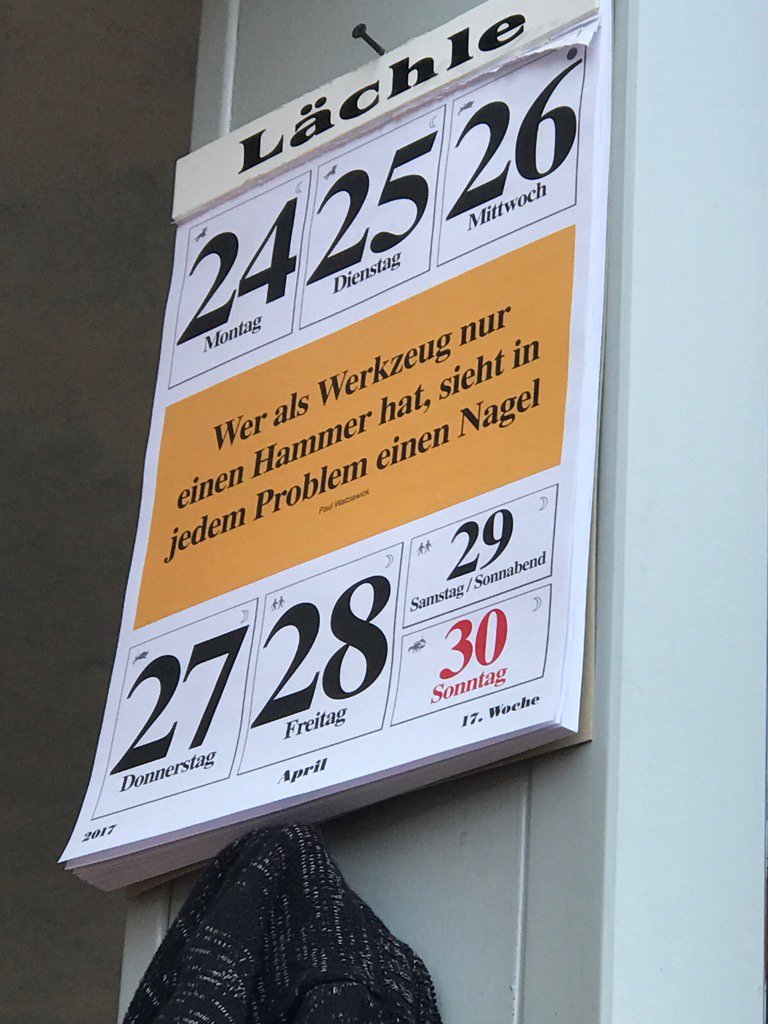 Lächle
24
Montag
25
Dienstag
26
Mittwoch
Wer als Werkzeug nur
einen Hammer hat, sieht in
jedem Problem einen Nagel
Paul Watzlawick
27
Donnerstag
28
Freitag
29
Samstag / Sonnabend
30
Sonntag
2017
April
17. Woche